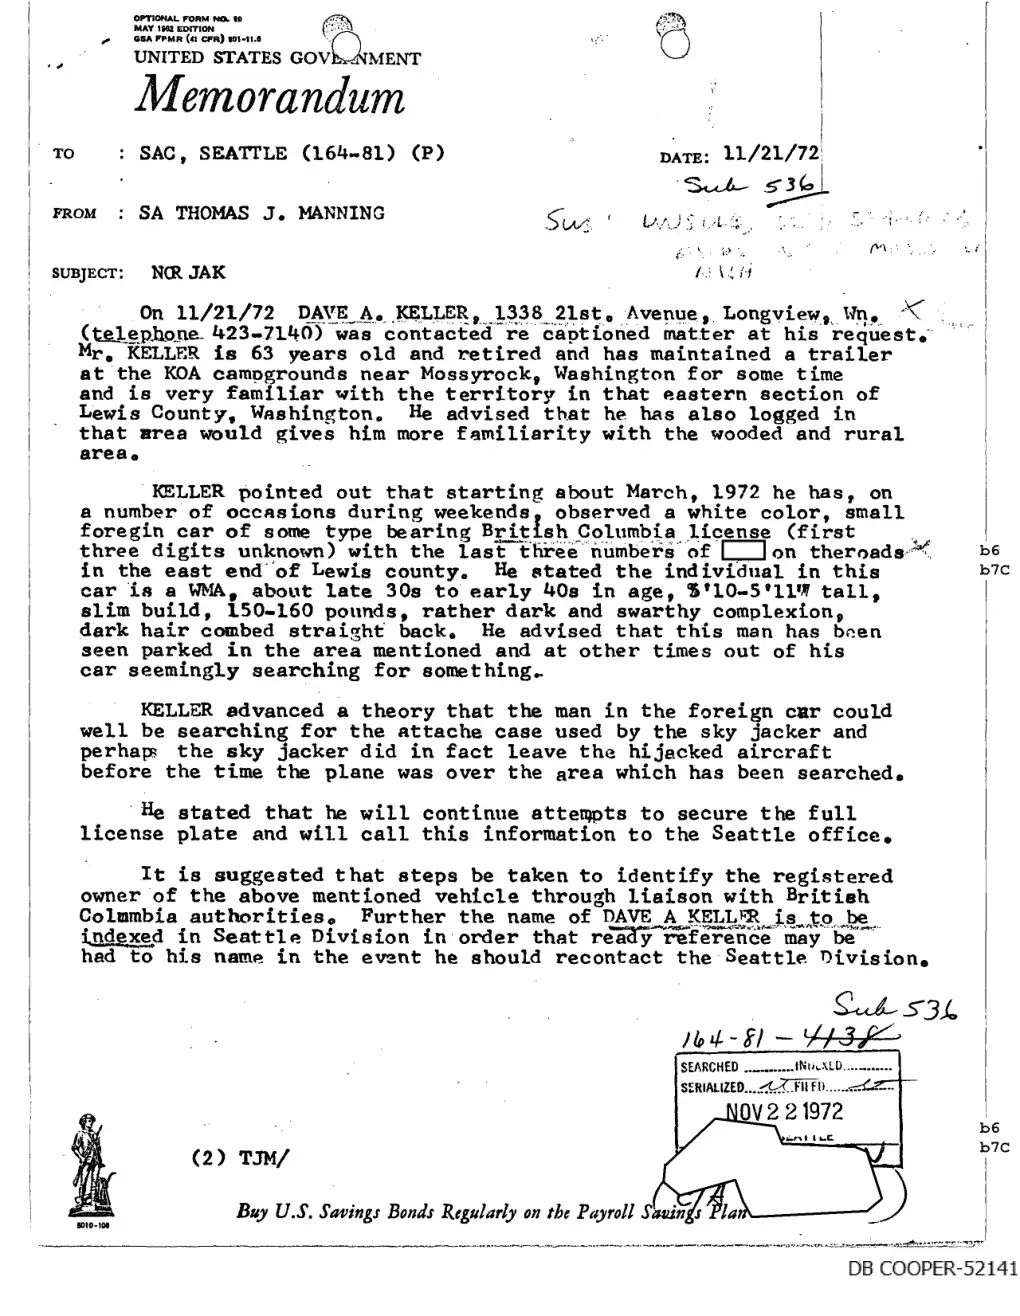 OPTIONAL FORM NO. 10
MAY 1962 EDITION
GSA FPMR (41 CFR) 101-11.6
UNITED STATES GOVERNMENT
Memorandum
TO : SAC, SEATTLE (164-81) (P)
DATE: 11/21/72
Sub 536
FROM : SA THOMAS J. MANNING
SUBJECT: NOR JAK
On 11/21/72 DAVE A. KELLER, 1338 21st. Avenue, Longview, Wn.
(telephone 423-7140) was contacted re captioned matter at his request.
Mr. KELLER is 63 years old and retired and has maintained a trailer
at the KOA campgrounds near Mossyrock, Washington for some time
and is very familiar with the territory in that eastern section of
Lewis County, Washington. He advised that he has also logged in
that area would gives him more familiarity with the wooded and rural
area.
KELLER pointed out that starting about March, 1972 he has, on
a number of occasions during weekends, observed a white color, small
foregin car of some type bearing British Columbia license (first
three digits unknown) with the last three numbers of on theroads
b6
in the east end of Lewis county. He stated the individual in this
b7C
car is a WMA, about late 30s to early 40s in age, 5'10-5'11" tall,
slim build, 150-160 pounds, rather dark and swarthy complexion,
dark hair combed straight back. He advised that this man has been
seen parked in the area mentioned and at other times out of his
car seemingly searching for something.
KELLER advanced a theory that the man in the foreign car could
well be searching for the attache case used by the sky jacker and
perhaps the sky jacker did in fact leave the hijacked aircraft
before the time the plane was over the area which has been searched.
He stated that he will continue attempts to secure the full
license plate and will call this information to the Seattle office.
It is suggested that steps be taken to identify the registered
owner of the above mentioned vehicle through liaison with British
Colmmbia authorities. Further the name of DAVE A KELLER is to be
indexed in Seattle Division in order that ready reference may be
had to his name in the event he should recontact the Seattle Division.
Sub 536
164-81-4138
SEARCHED INDEXED
SERIALIZED FILED
NOV 22 1972
SEATTLE
b6
b7C
(2) TJM/
Buy U.S. Savings Bonds Regularly on the Payroll Savings Plan
5010-108
DB COOPER-52141